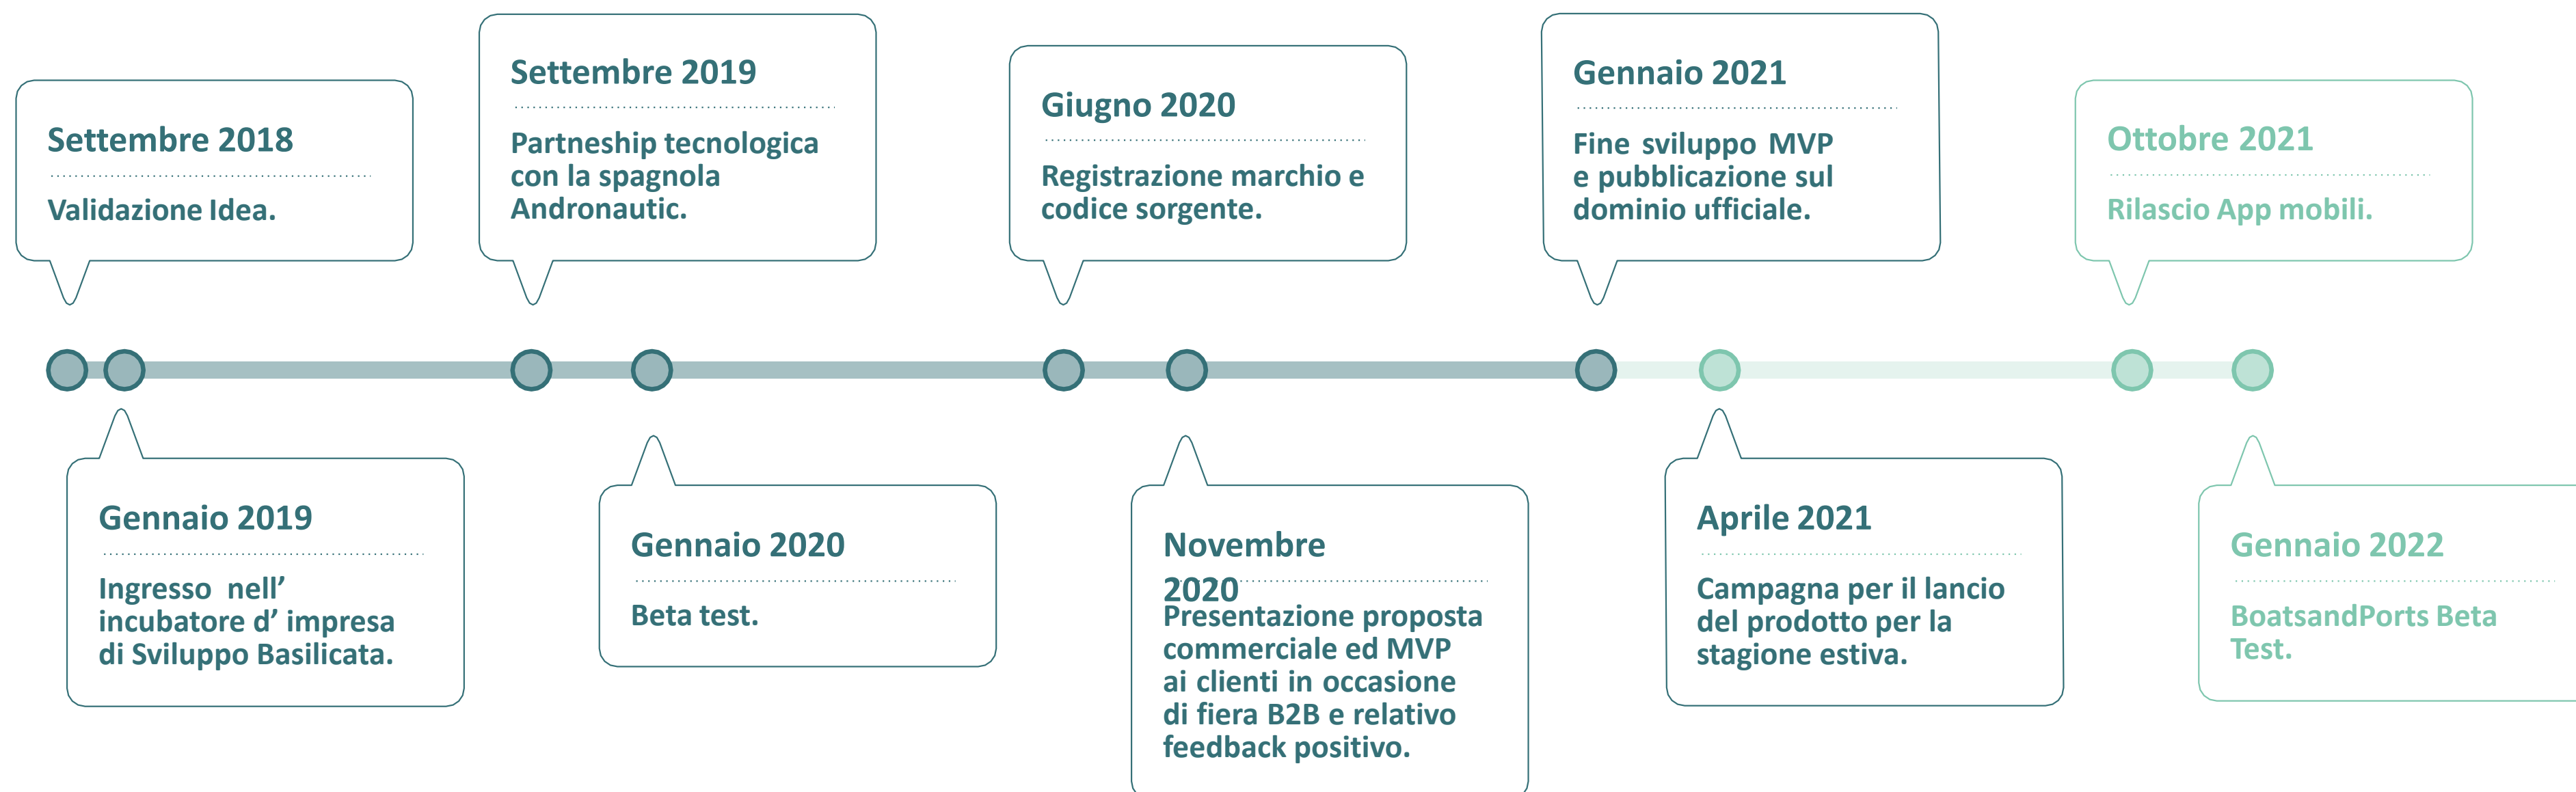 Settembre 2018
Validazione Idea.
Settembre 2019
Partneship tecnologica
con la spagnola
Andronautic.
Giugno 2020
Registrazione marchio e
codice sorgente.
Gennaio 2021
Fine sviluppo MVP
e pubblicazione sul
dominio ufficiale.
Ottobre 2021
Rilascio App mobili.
Gennaio 2019
Ingresso nell’
incubatore d’ impresa
di Sviluppo Basilicata.
Gennaio 2020
Beta test.
Novembre
2020
Presentazione proposta
commerciale ed MVP
ai clienti in occasione
di fiera B2B e relativo
feedback positivo.
Aprile 2021
Campagna per il lancio
del prodotto per la
stagione estiva.
Gennaio 2022
BoatsandPorts Beta
Test.